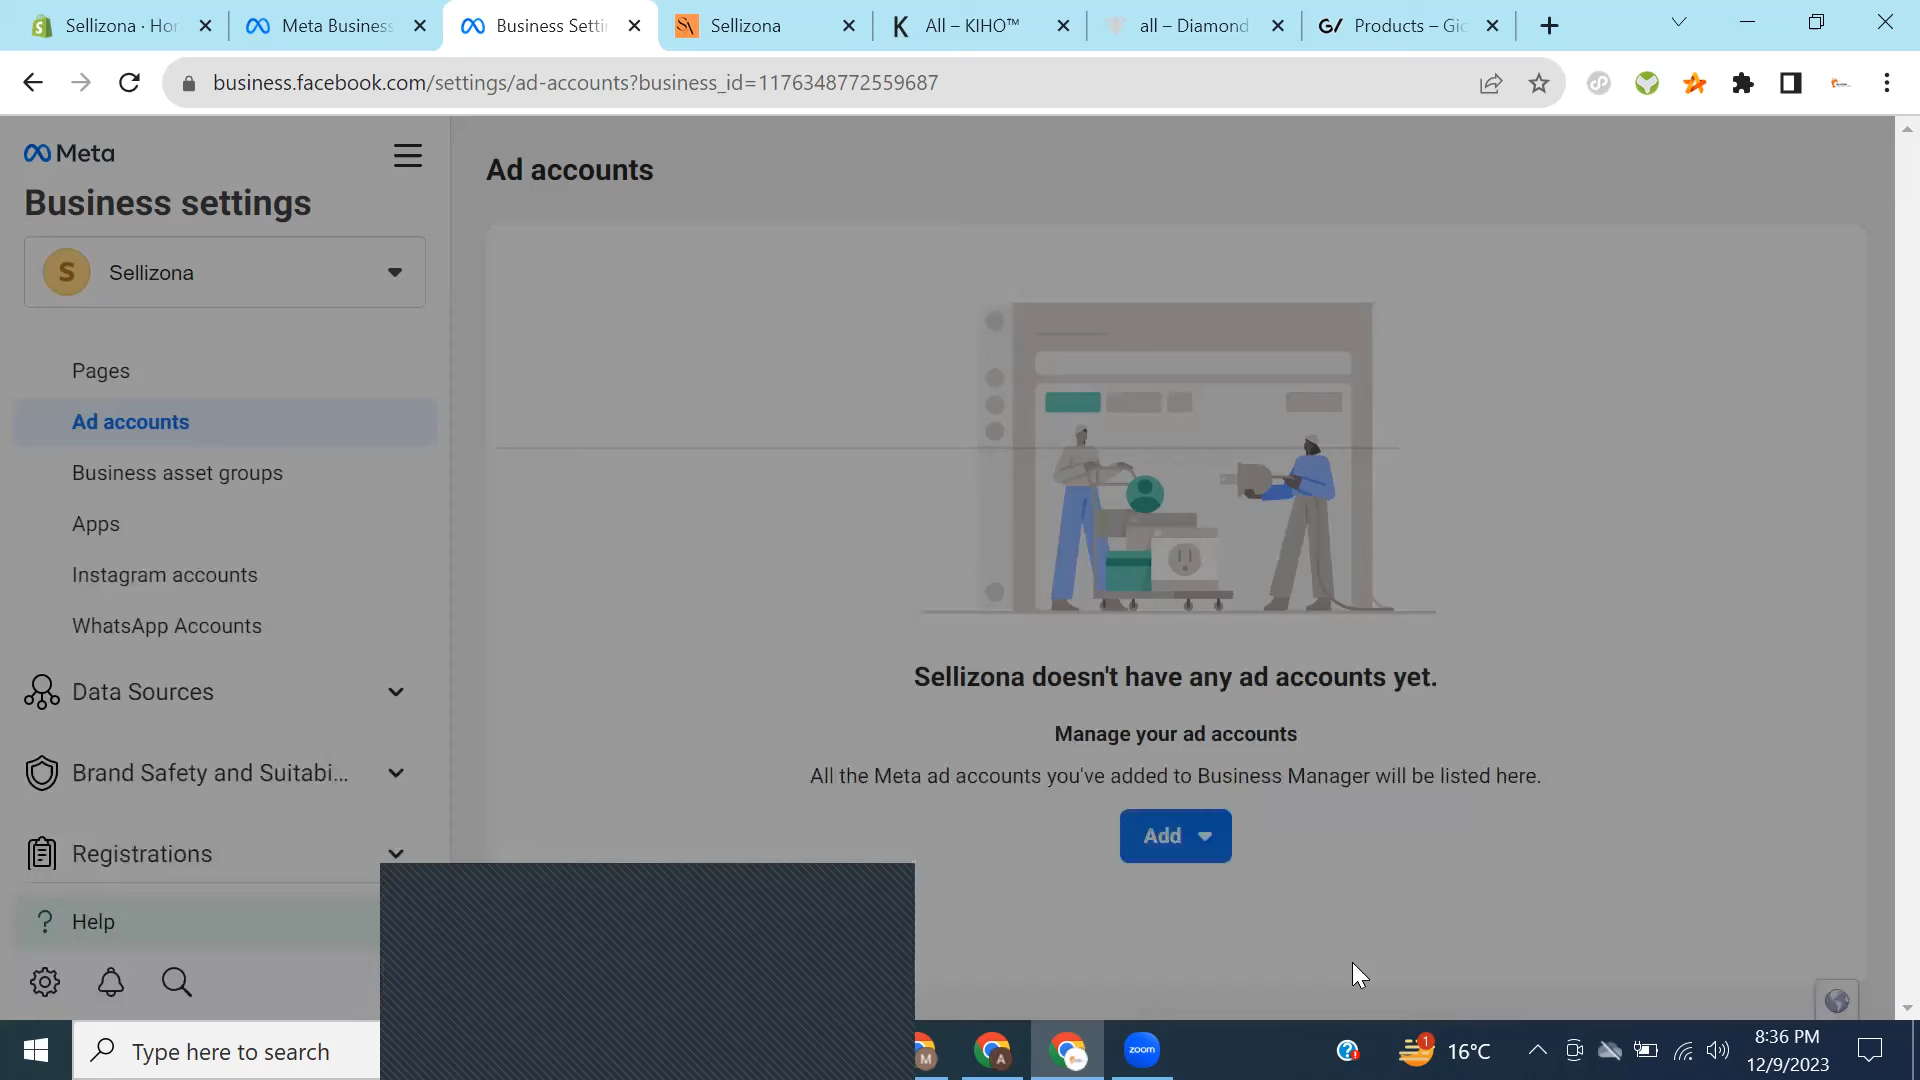 Sellizona · Hor
Meta Business
Business Setti
Sellizona
All – KIHO™
all – Diamond
Products – Gic
business.facebook.com/settings/ad-accounts?business_id=1176348772559687
Meta
Business settings
S
Sellizona
Pages
Ad accounts
Business asset groups
Apps
Instagram accounts
WhatsApp Accounts
Data Sources
Brand Safety and Suitabi...
Registrations
? Help
Ad accounts
Sellizona doesn't have any ad accounts yet.
Manage your ad accounts
All the Meta ad accounts you've added to Business Manager will be listed here.
Add
Type here to search
M
A
zoom
1
16°C
8:36 PM
12/9/2023